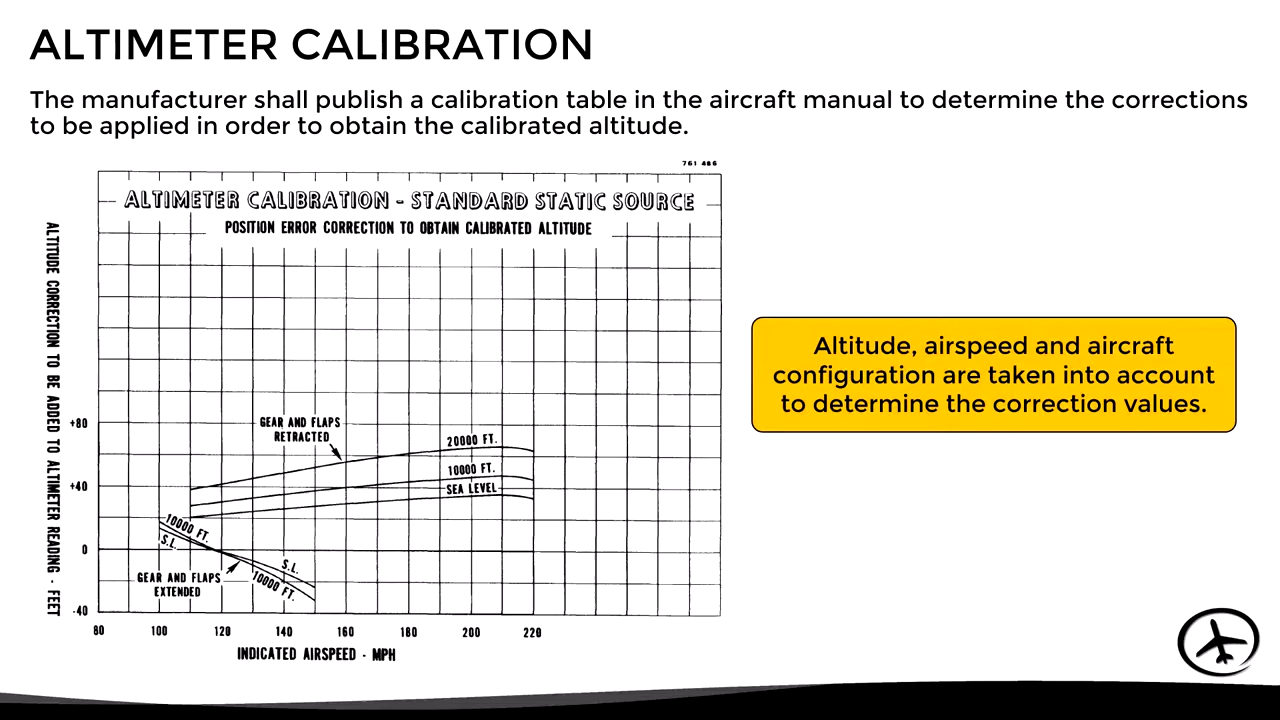 ALTIMETER CALIBRATION
The manufacturer shall publish a calibration table in the aircraft manual to determine the corrections
to be applied in order to obtain the calibrated altitude.
761 486
ALTIMETER CALIBRATION - STANDARD STATIC SOURCE
POSITION ERROR CORRECTION TO OBTAIN CALIBRATED ALTITUDE
ALTITUDE CORRECTION TO BE ADDED TO ALTIMETER READING - FEET
Altitude, airspeed and aircraft
configuration are taken into account
to determine the correction values.
+80
GEAR AND FLAPS
RETRACTED
20000 FT.
10000 FT.
+40
SEA LEVEL
10000 FT.
S.L.
0
S.L.
GEAR AND FLAPS
EXTENDED
10000 FT.
-40
80 100 120 140 160 180 200 220
INDICATED AIRSPEED - MPH